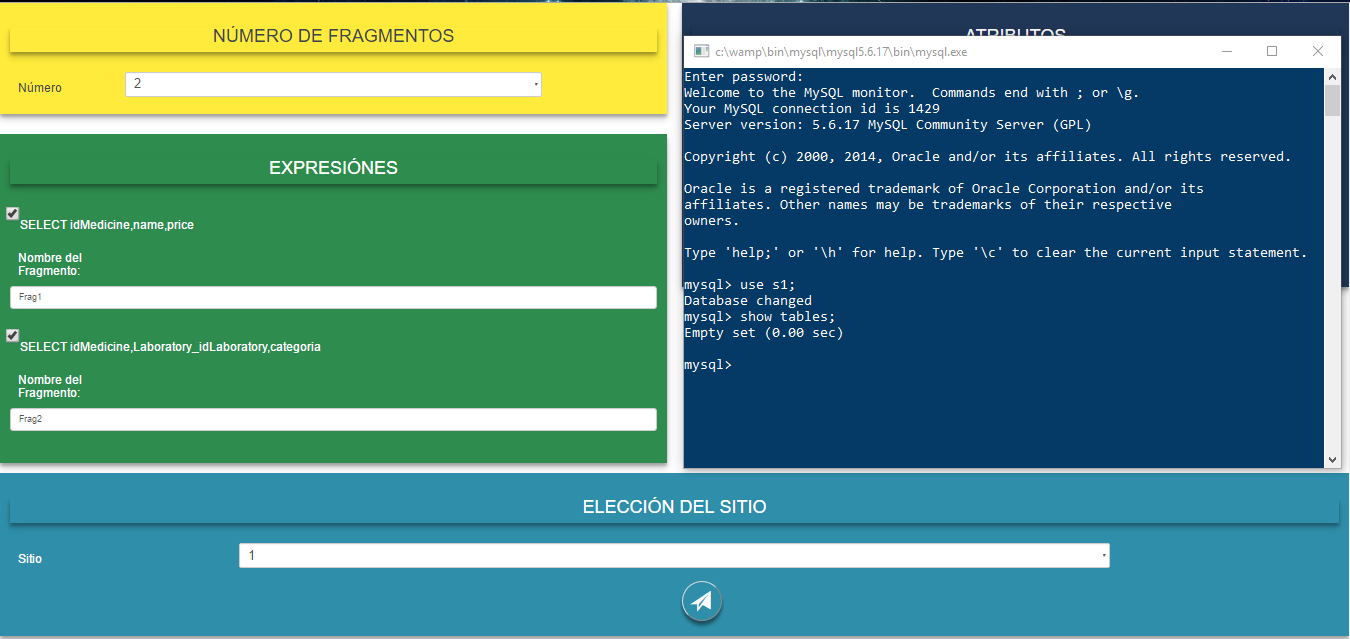 NÚMERO DE FRAGMENTOS
Número
2
EXPRESIÓNES
SELECT idMedicine,name,price
Nombre del
Fragmento:
Frag1
SELECT idMedicine,Laboratory_idLaboratory,categoria
Nombre del
Fragmento:
Frag2
ATRIBUTOS
c:\wamp\bin\mysql\mysql5.6.17\bin\mysql.exe
Enter password:
Welcome to the MySQL monitor.  Commands end with ; or \g.
Your MySQL connection id is 1429
Server version: 5.6.17 MySQL Community Server (GPL)
Copyright (c) 2000, 2014, Oracle and/or its affiliates. All rights reserved.
Oracle is a registered trademark of Oracle Corporation and/or its
affiliates. Other names may be trademarks of their respective
owners.
Type 'help;' or '\h' for help. Type '\c' to clear the current input statement.
mysql> use s1;
Database changed
mysql> show tables;
Empty set (0.00 sec)
mysql>
ELECCIÓN DEL SITIO
Sitio
1